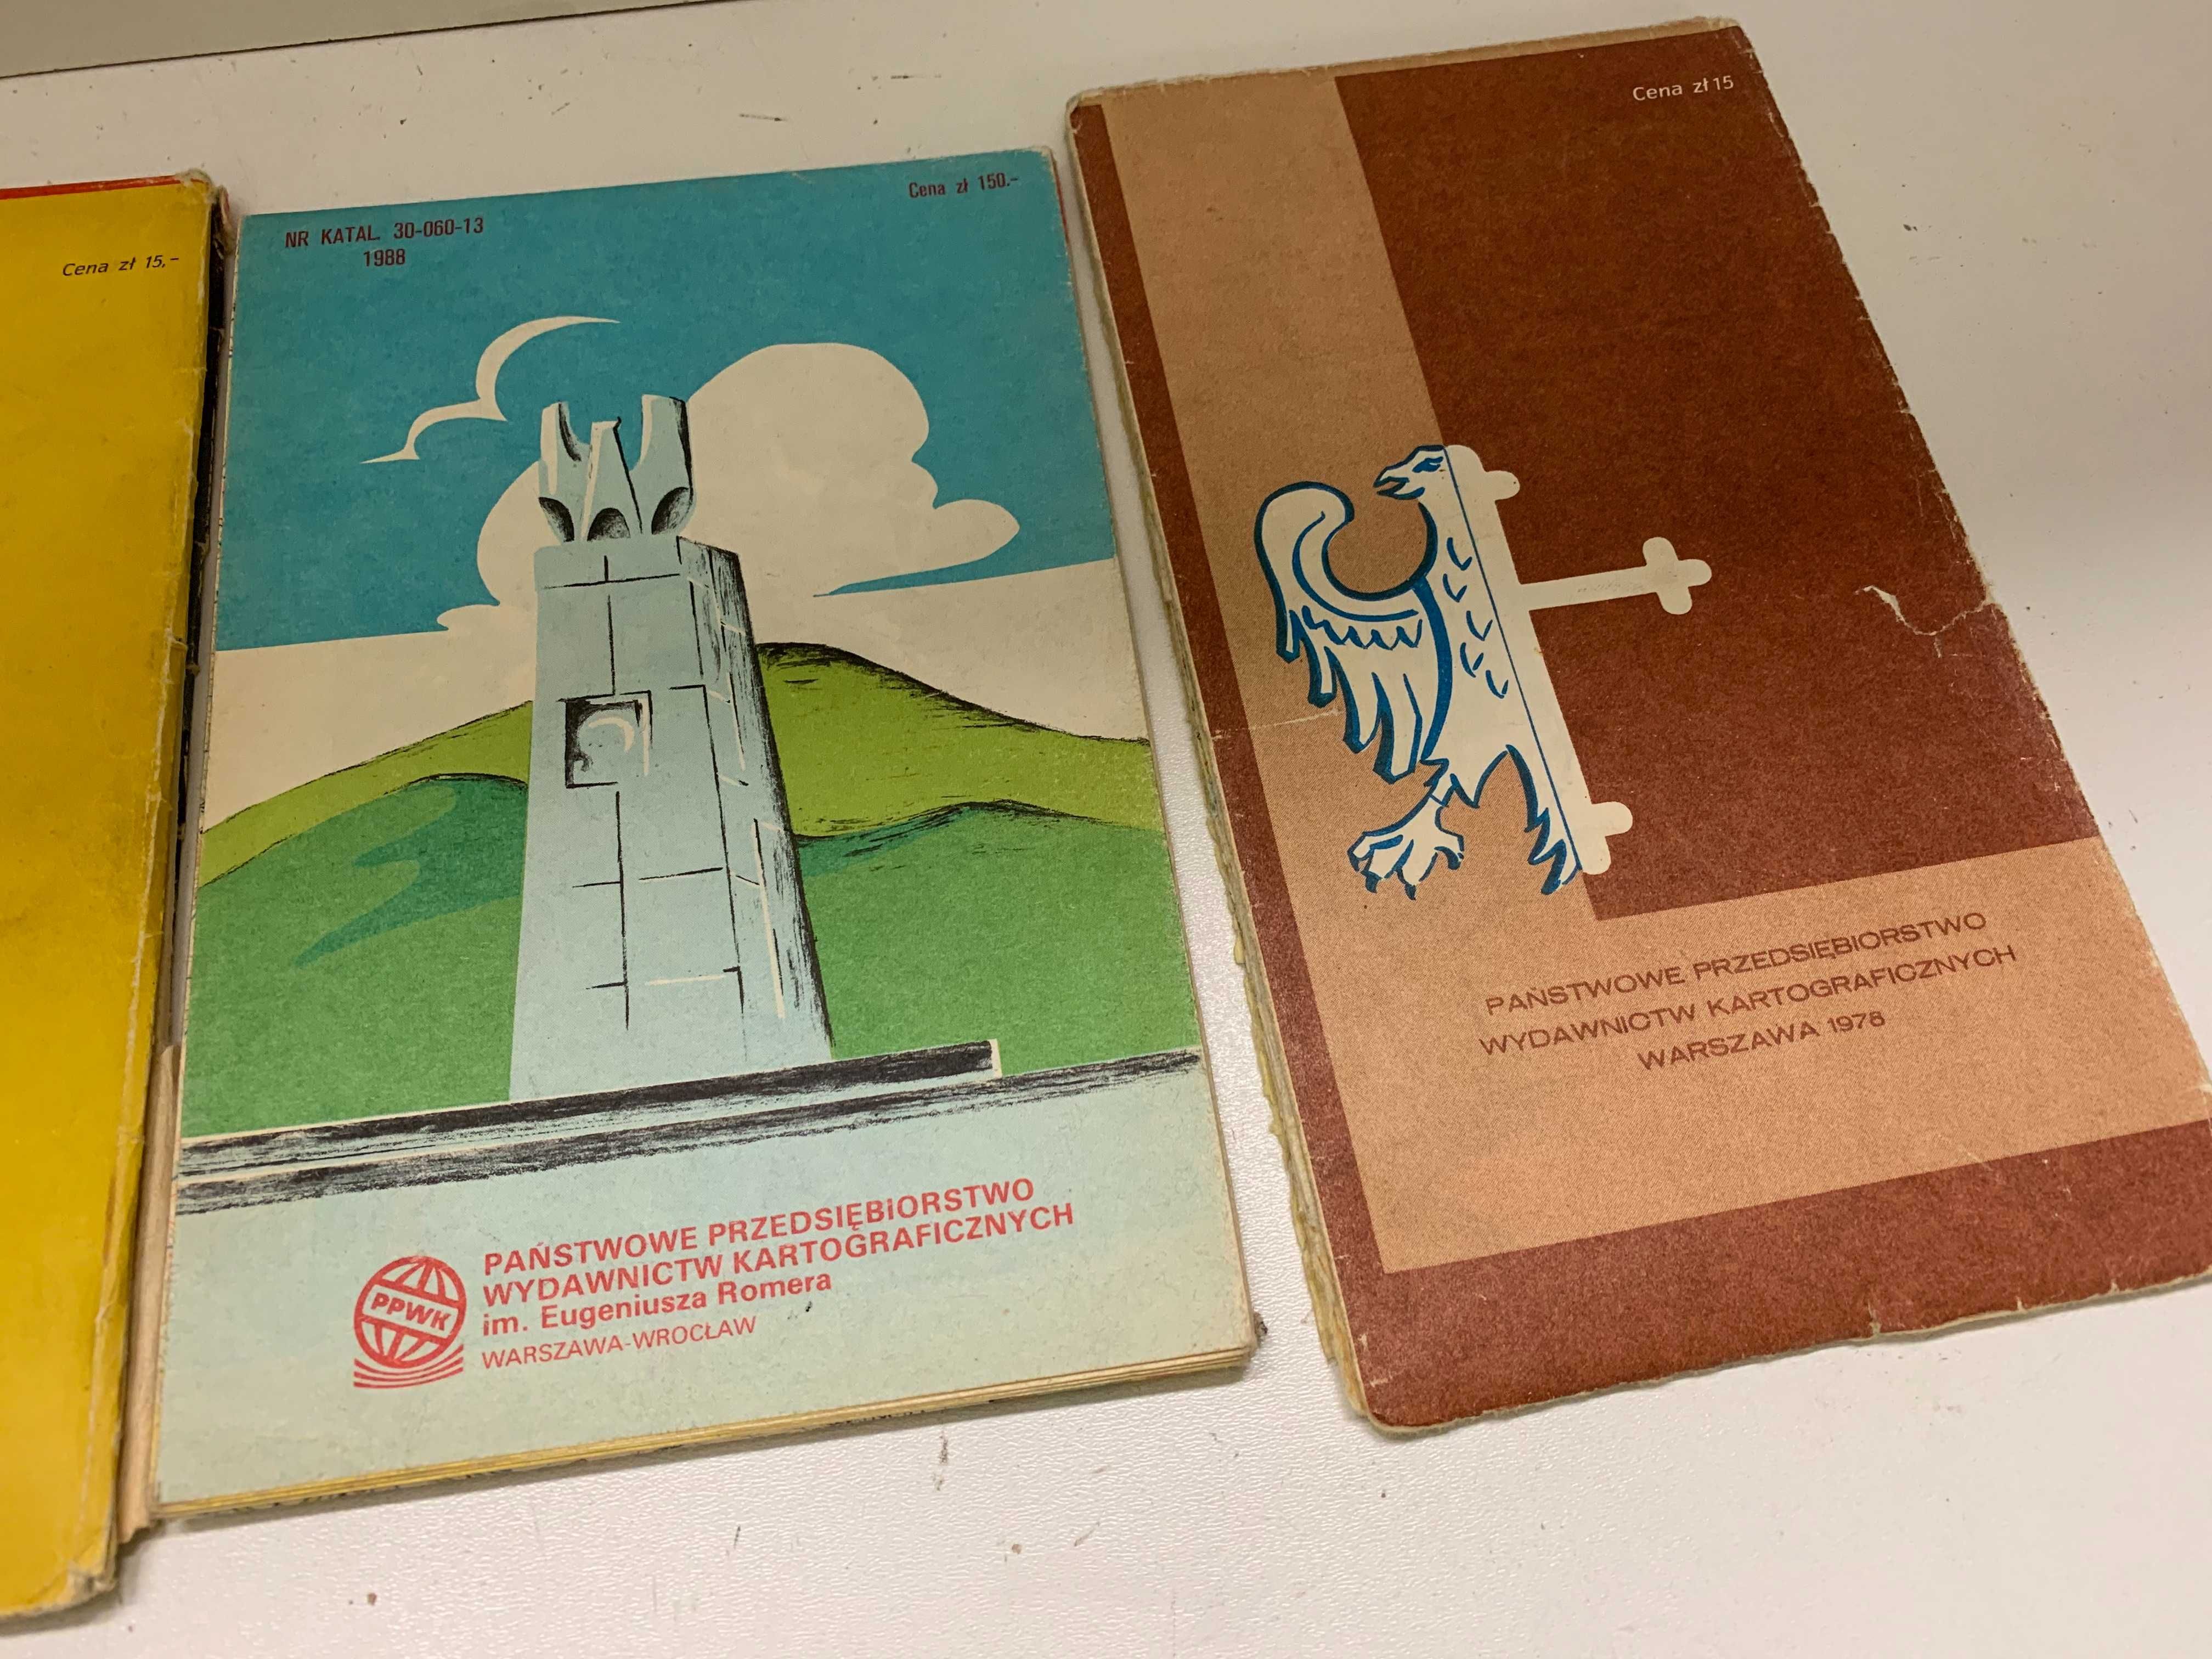 Cena zł 15,-
NR KATAL. 30-060-13
1988
Cena zł 150.-
PPWK
PAŃSTWOWE PRZEDSIĘBIORSTWO
WYDAWNICTW KARTOGRAFICZNYCH
im. Eugeniusza Romera
WARSZAWA-WROCŁAW
Cena zł 15
PAŃSTWOWE PRZEDSIĘBIORSTWO
WYDAWNICTW KARTOGRAFICZNYCH
WARSZAWA 1978